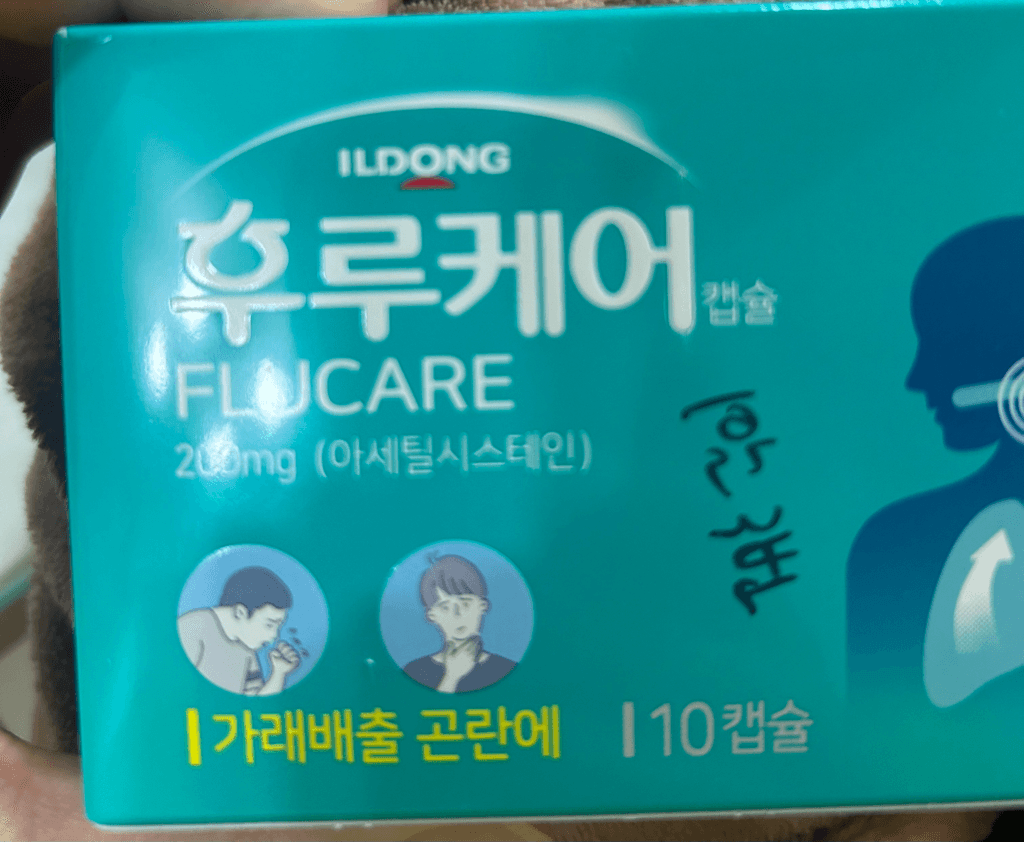 ILDONG
후루케어 캡슐
FLUCARE
200mg (아세틸시스테인)
가래배출 곤란에
10캡슐